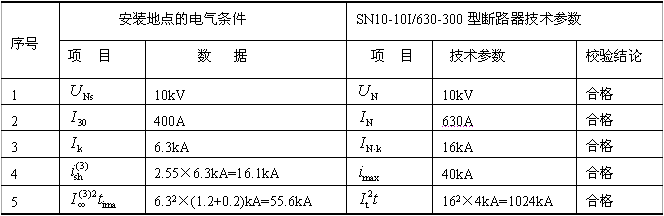 序号 安装地点的电气条件 SN10-10I/630-300 型断路器技术参数
项 目 数 据 项 目 技术参数 校验结论
1 U_Ns 10kV U_N 10kV 合格
2 I_30 400A I_N 630A 合格
3 I_k 6.3kA I_N·k 16kA 合格
4 i_sh^(3) 2.55×6.3kA=16.1kA i_max 40kA 合格
5 I_∞^(3)2 t_ima 6.3²×(1.2+0.2)kA=55.6kA I_t² t 16²×4kA=1024kA 合格